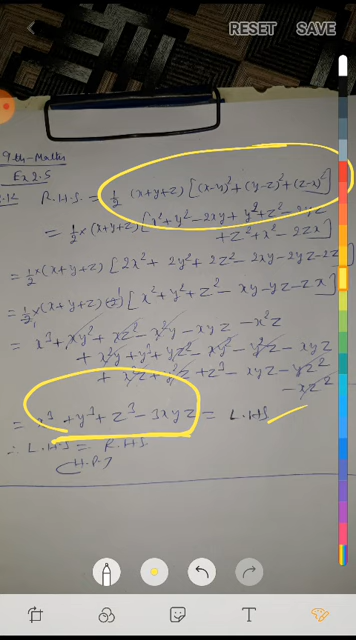 RESET SAVE
9th-Maths
Ex 2.5
R.H.S. = 1/2 (x+y+z) [(x-y)²+(y-z)²+(z-x)²]
= 1/2 × (x+y+z) [x²+y²-2xy+y²+z²-2yz
+z²+x²-2zx]
= 1/2 × (x+y+z) [2x²+2y²+2z²-2xy-2yz-2zx]
= 1/2 × (x+y+z) (2) [x²+y²+z²-xy-yz-zx]
= x³+xy²+xz²-x²y-xyz-x²z
+x²y+y³+yz²-xy²-y²z-xyz
+x²z+y²z+z³-xyz-yz²
-xz²
= x³+y³+z³-3xyz = L.H.S
∴ L.H.S = R.H.S.
(H.P.)
T